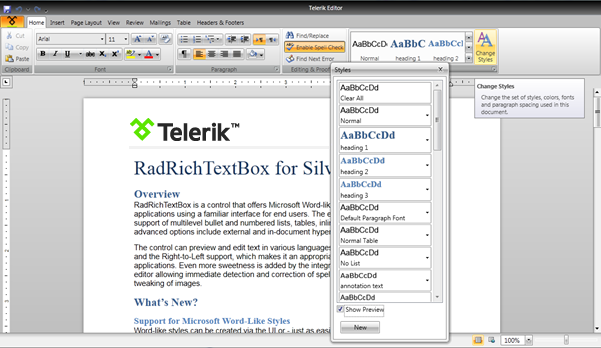 Telerik Editor
Home Insert Page Layout View Review Mailings Table Headers & Footers
Cut
Copy
Paste
Clipboard
Arial 11
Font
Paragraph
Find/Replace
Enable Spell Check
Find Next Error
Editing & Proofing
AaBbCcD AaBbC AaBbCcl
Normal heading 1 heading 2
Change
Styles
Styles
AaBbCcDd
Clear All
AaBbCcDd
Normal
AaBbCcDd
heading 1
AaBbCcDd
heading 2
AaBbCcDd
heading 3
AaBbCcDd
Default Paragraph Font
AaBbCcDd
Normal Table
AaBbCcDd
No List
AaBbCcDd
annotation text
AaBbCcDd
Show Preview
New
Change Styles
Change the set of styles, colors, fonts
and paragraph spacing used in this
document.
Telerik™
RadRichTextBox for Silv
Overview
RadRichTextBox is a control that offers Microsoft Word-lik
applications using a familiar interface for end users. The e
support of multilevel bullet and numbered lists, tables, inlin
advanced options include external and in-document hyper
The control can preview and edit text in various languages
and the Right-to-Left support, which makes it an appropria
applications. Even more sweetness is added by the integr
editor allowing immediate detection and correction of spell
tweaking of images.
What's New?
Support for Microsoft Word-Like Styles
Word-like styles can be created via the UI or - just as easi
100%